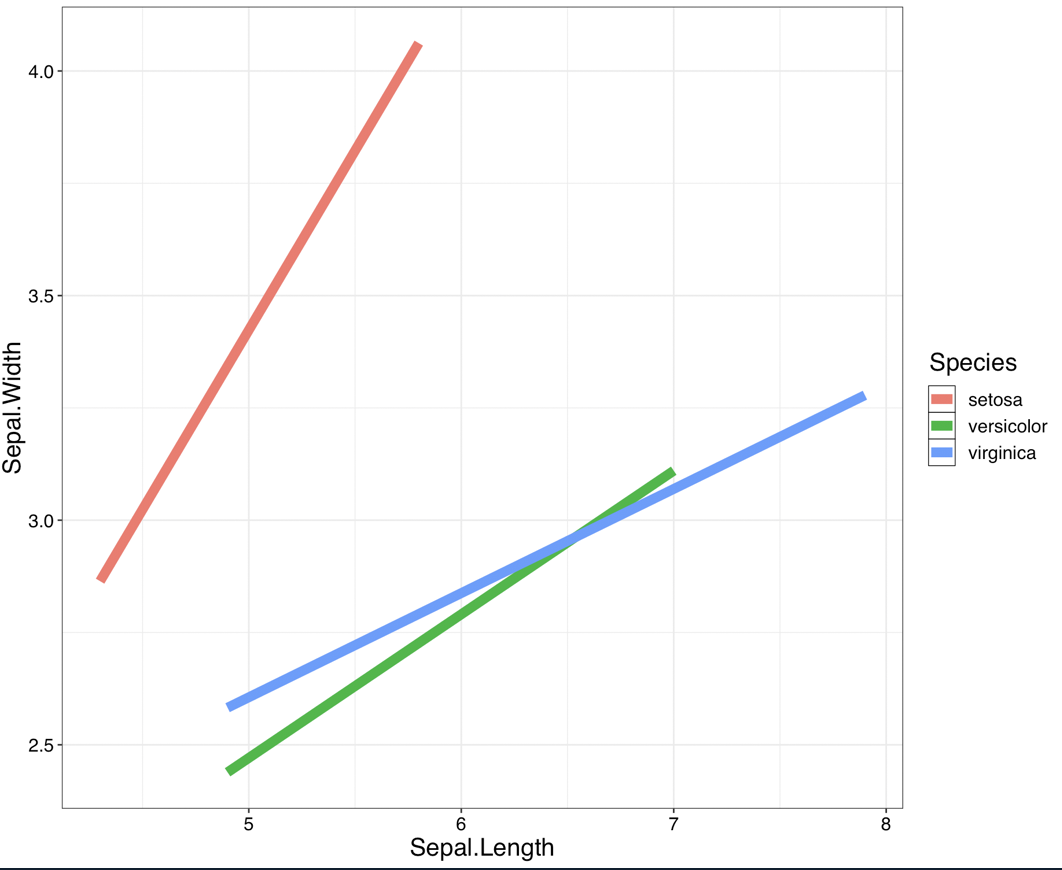 4.0
3.5
3.0
2.5
Sepal.Width
5 6 7 8
Sepal.Length
Species
setosa
versicolor
virginica